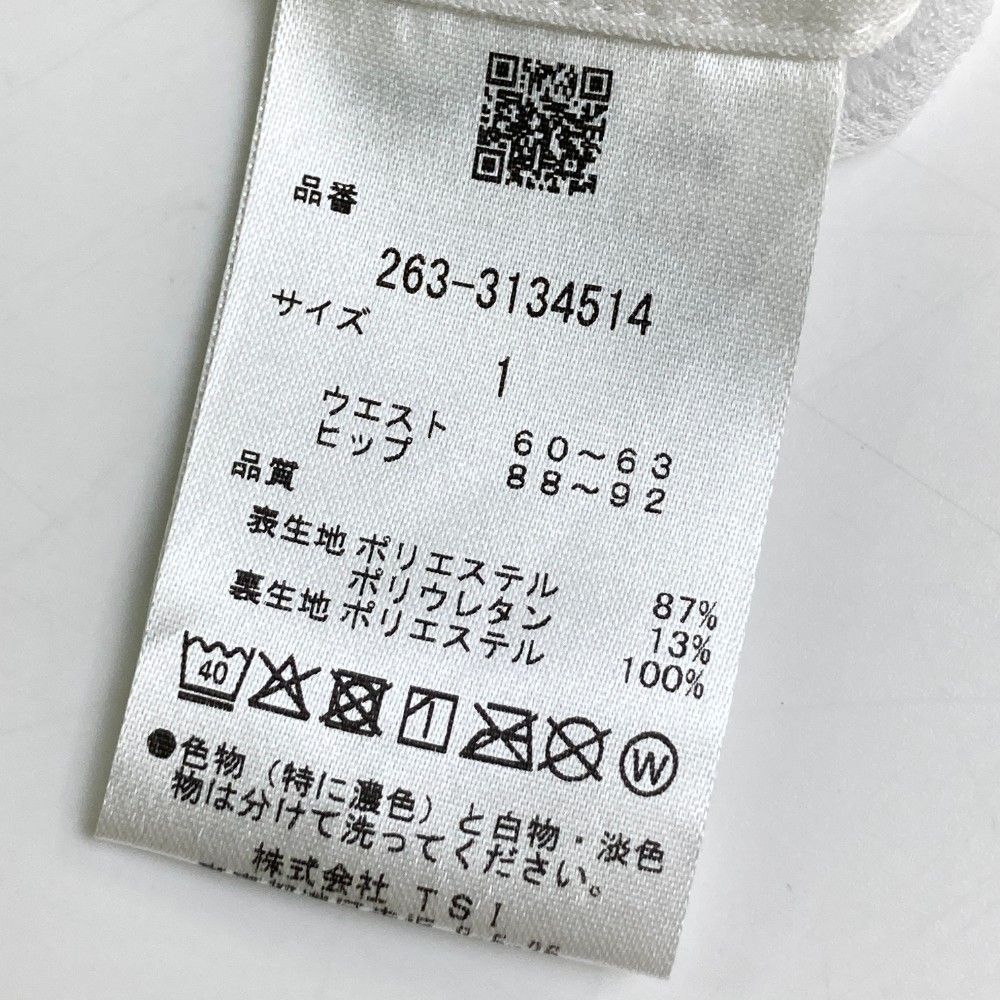 品番
263-3134514
サイズ
1
ウエスト 60～63
ヒップ 88～92
品質
表生地 ポリエステル 87%
ポリウレタン 13%
裏生地 ポリエステル 100%
40
W
●色物（特に濃色）と白物・淡色
物は分けて洗ってください。
株式会社 TSI